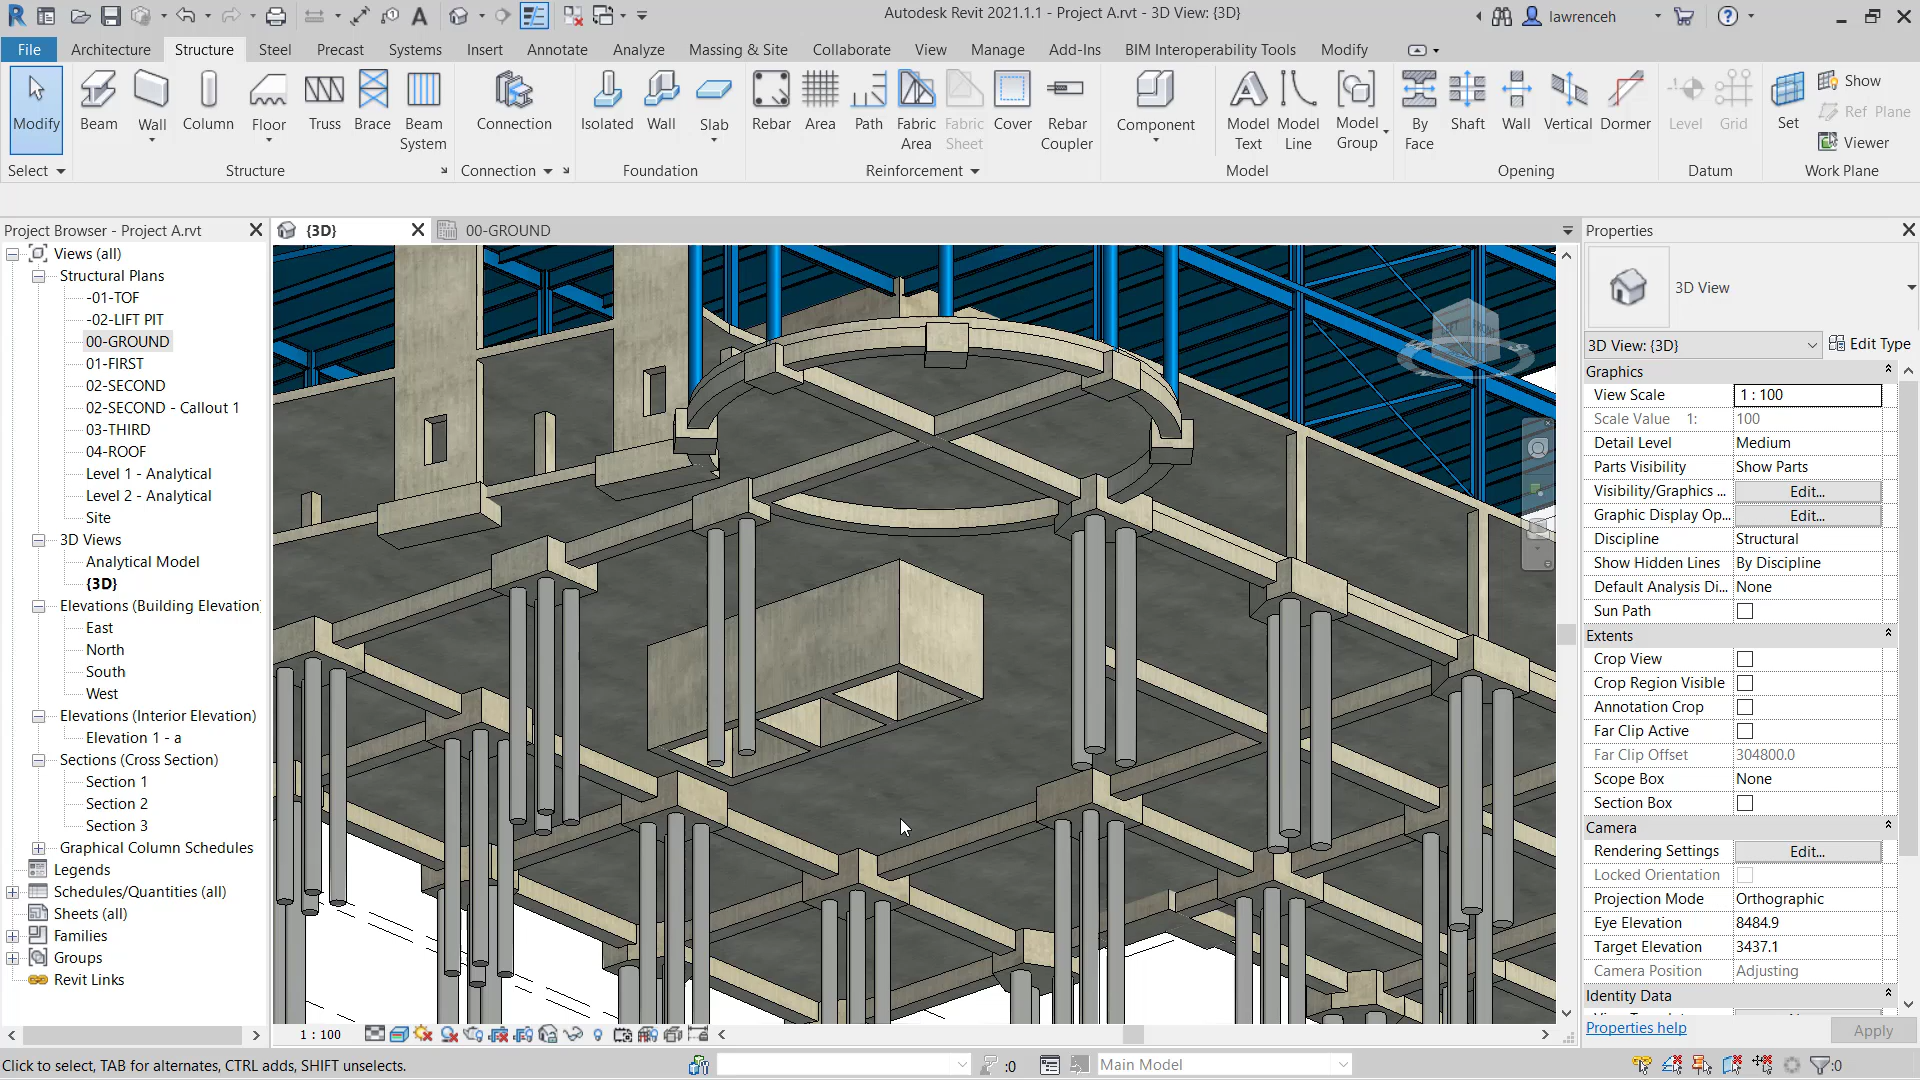 Autodesk Revit 2021.1.1 - Project A.rvt - 3D View: {3D}
lawrenceh
File Architecture Structure Steel Precast Systems Insert Annotate Analyze Massing & Site Collaborate View Manage Add-Ins BIM Interoperability Tools Modify
Modify Beam Wall Column Floor Truss Brace Beam System Connection Isolated Wall Slab Rebar Area Path Fabric Area Fabric Sheet Cover Rebar Coupler Component Model Text Model Line Model Group By Face Shaft Wall Vertical Dormer Level Grid Set Show
Ref Plane
Viewer
Select Structure Connection Foundation Reinforcement Model Opening Datum Work Plane
Project Browser - Project A.rvt
Views (all)
Structural Plans
-01-TOF
-02-LIFT PIT
00-GROUND
01-FIRST
02-SECOND
02-SECOND - Callout 1
03-THIRD
04-ROOF
Level 1 - Analytical
Level 2 - Analytical
Site
3D Views
Analytical Model
{3D}
Elevations (Building Elevation)
East
North
South
West
Elevations (Interior Elevation)
Elevation 1 - a
Sections (Cross Section)
Section 1
Section 2
Section 3
Graphical Column Schedules
Legends
Schedules/Quantities (all)
Sheets (all)
Families
Groups
Revit Links
{3D}
00-GROUND
LEFT FRONT
Properties
3D View
3D View: {3D}
Edit Type
Graphics
View Scale 1 : 100
Scale Value 1: 100
Detail Level Medium
Parts Visibility Show Parts
Visibility/Graphics ... Edit...
Graphic Display Op... Edit...
Discipline Structural
Show Hidden Lines By Discipline
Default Analysis Di... None
Sun Path
Extents
Crop View
Crop Region Visible
Annotation Crop
Far Clip Active
Far Clip Offset 304800.0
Scope Box None
Section Box
Camera
Rendering Settings Edit...
Locked Orientation
Projection Mode Orthographic
Eye Elevation 8484.9
Target Elevation 3437.1
Camera Position Adjusting
Identity Data
Properties help
Apply
1 : 100
Click to select, TAB for alternates, CTRL adds, SHIFT unselects.
:0
Main Model
:0